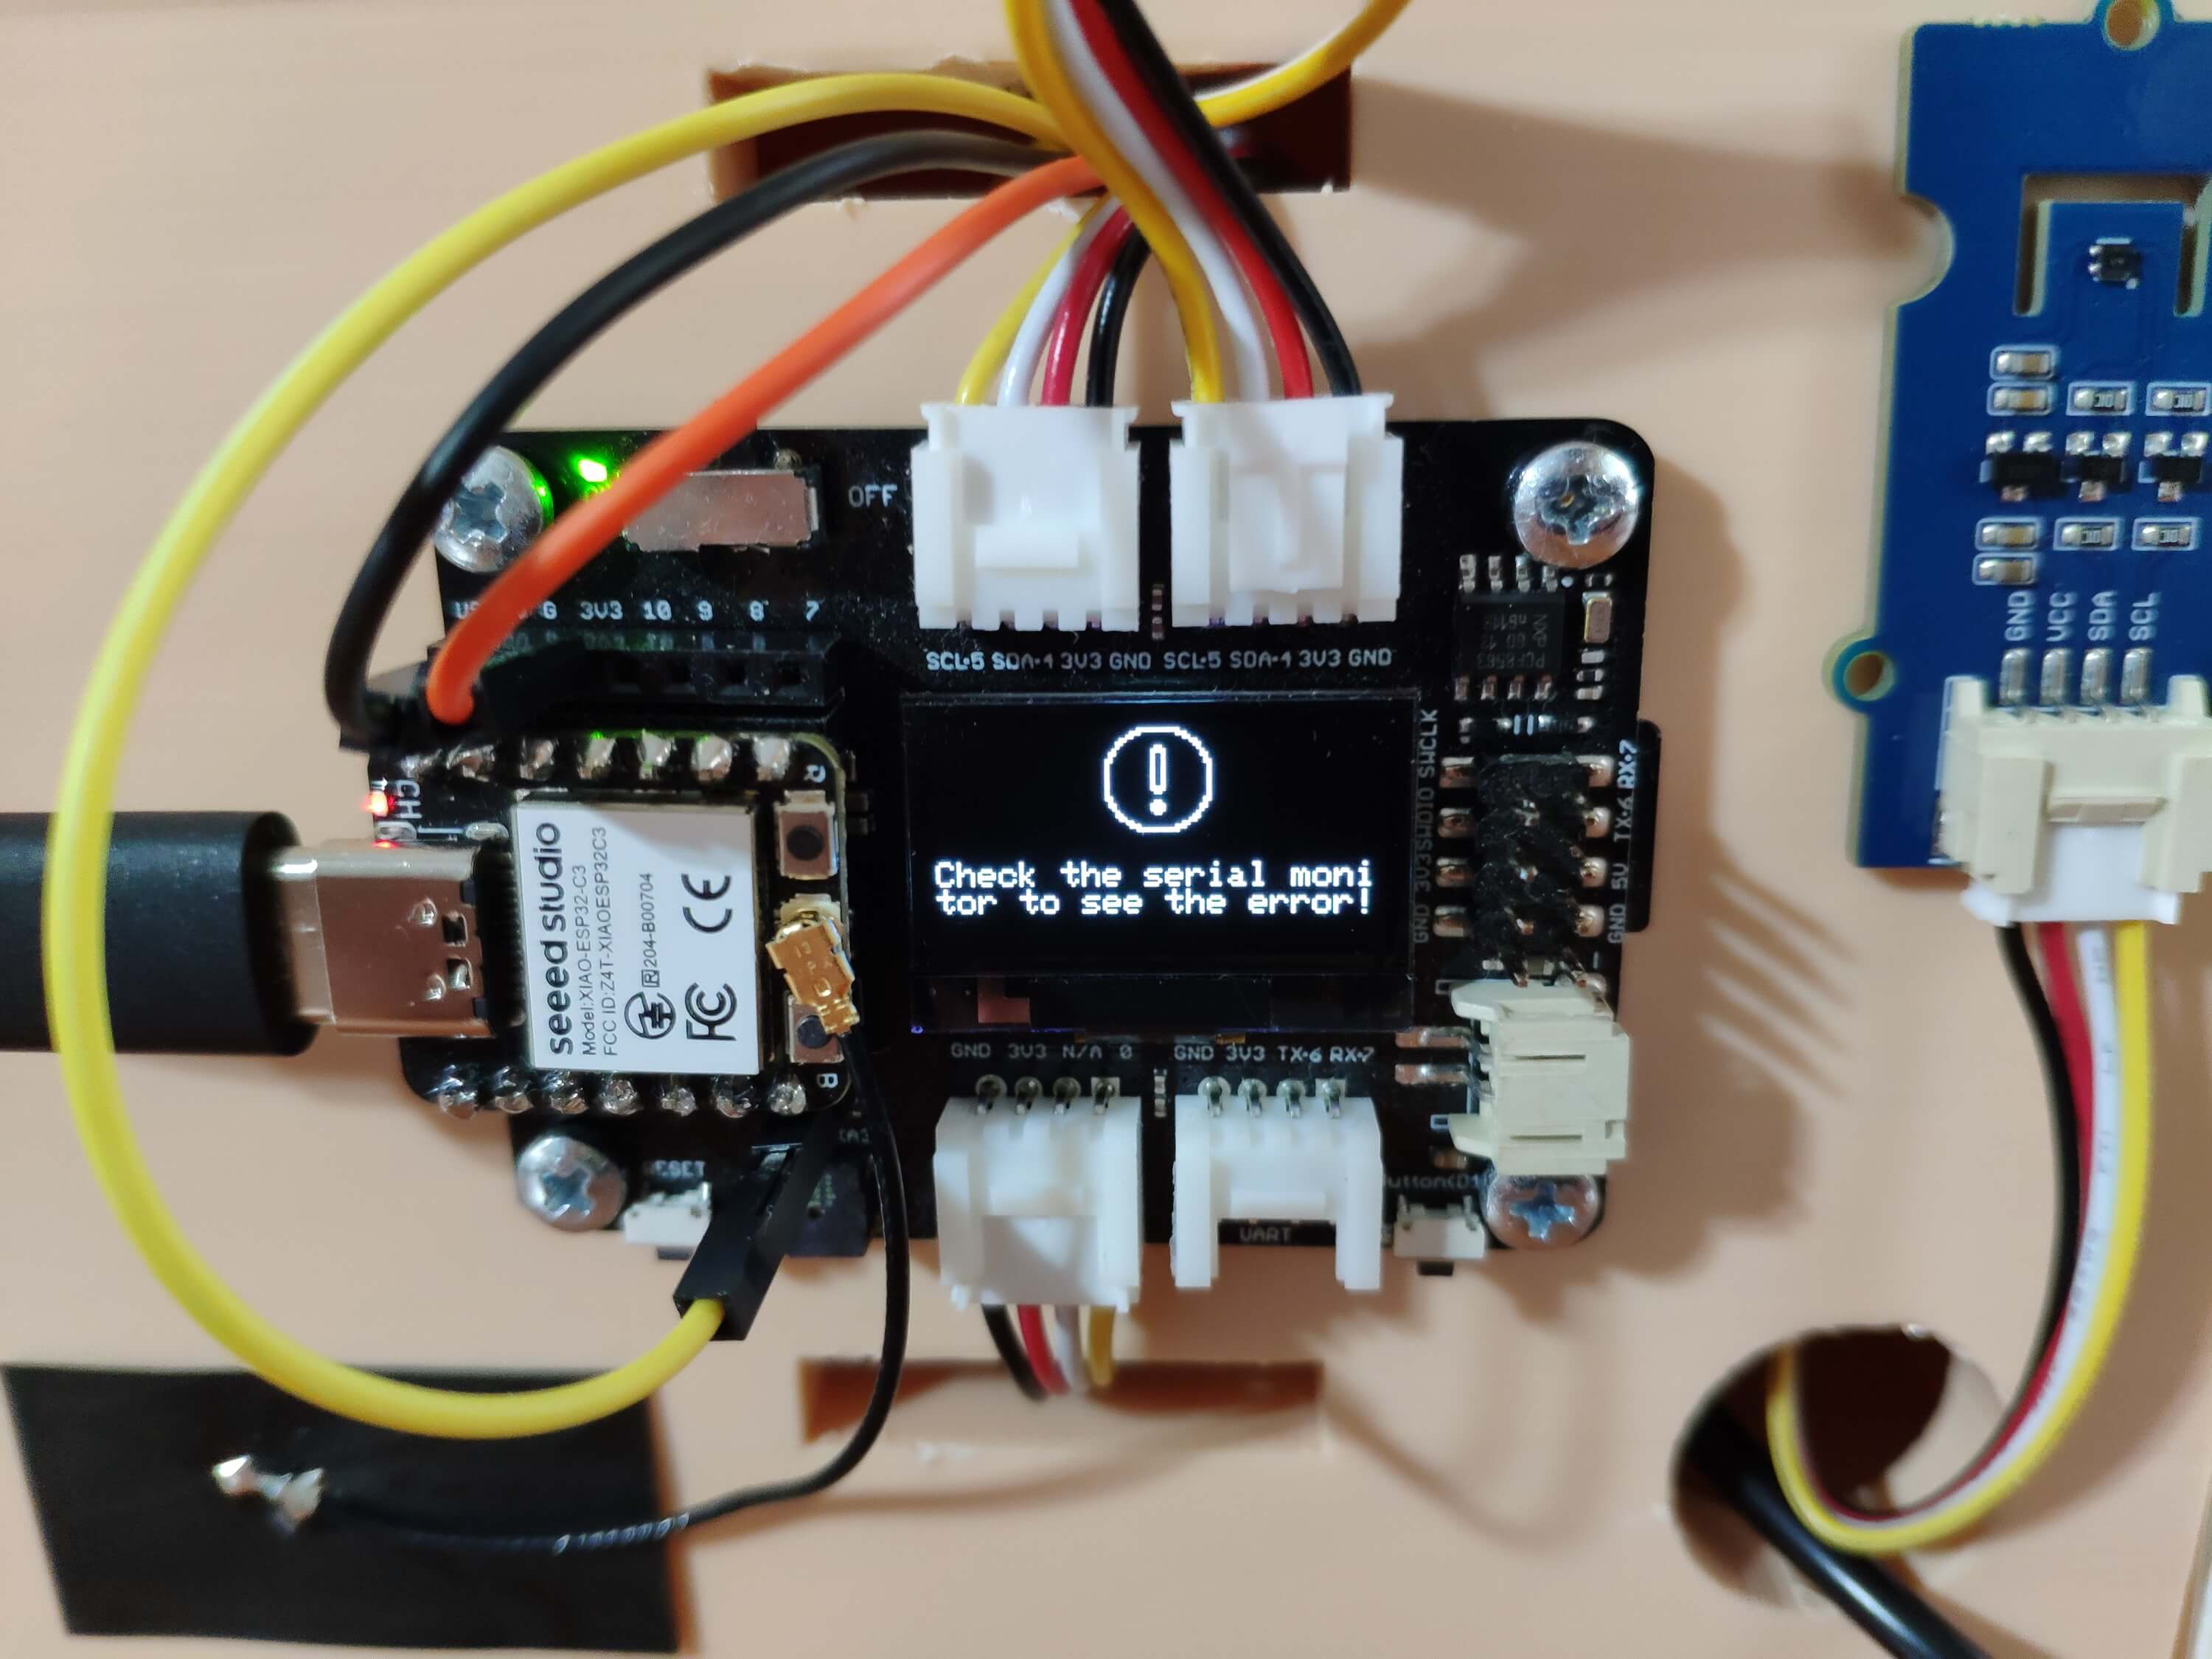 OFF
3V3 10 9 8 7
SCL-5 SDA-4 3V3 GND SCL-5 SDA-4 3V3 GND
GND
VCC
SDA
SCL
SWCLK
SWDIO
3V3
GND
RX-7
TX-6
5V
GND
Check the serial moni
tor to see the error!
seeed studio
Model:XIAO-ESP32-C3
FCC ID:Z4T-XIAOESP32C3
R 204-B00704
FC CE
R
B
GND 3V3 N/A 0
GND 3V3 TX-6 RX-7
UART